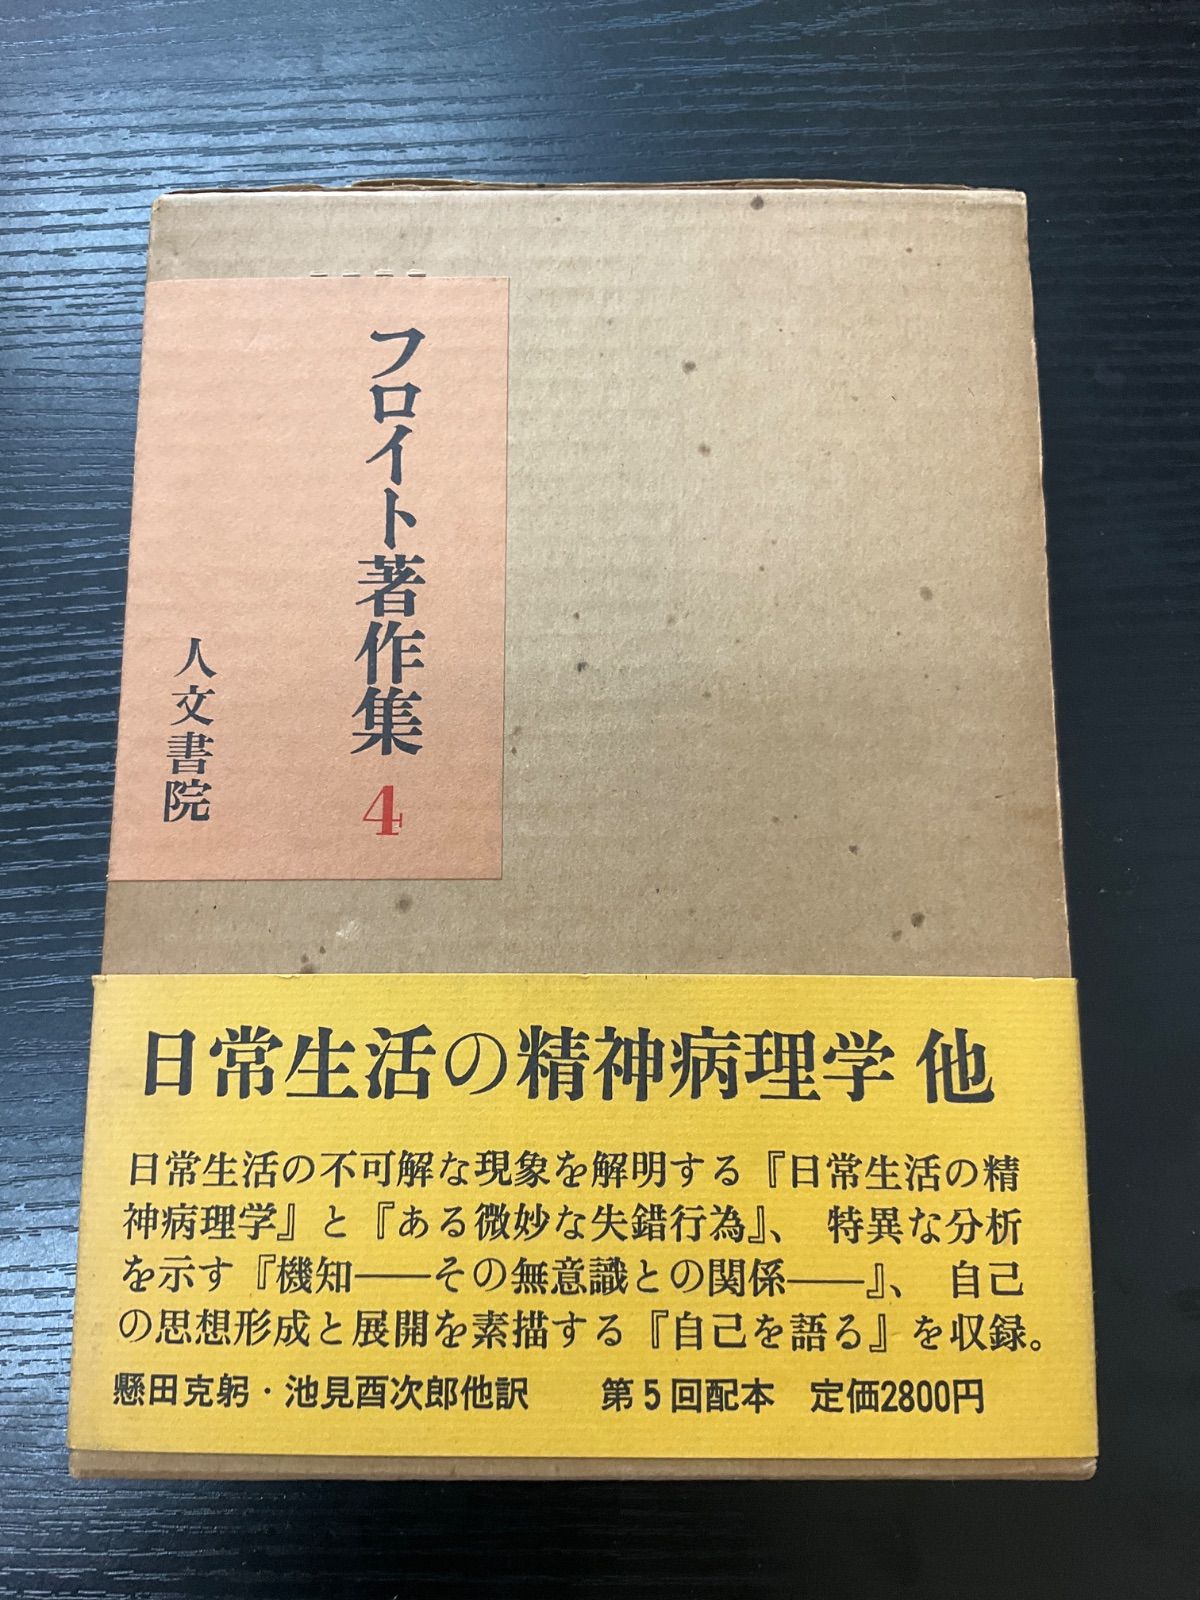 フロイト著作集 4
人文書院
日常生活の精神病理学 他
日常生活の不可解な現象を解明する『日常生活の精
神病理学』と『ある微妙な失錯行為』、 特異な分析
を示す『機知――その無意識との関係――』、 自己
の思想形成と展開を素描する『自己を語る』を収録。
懸田克躬・池見酉次郎他訳 第5回配本 定価2800円